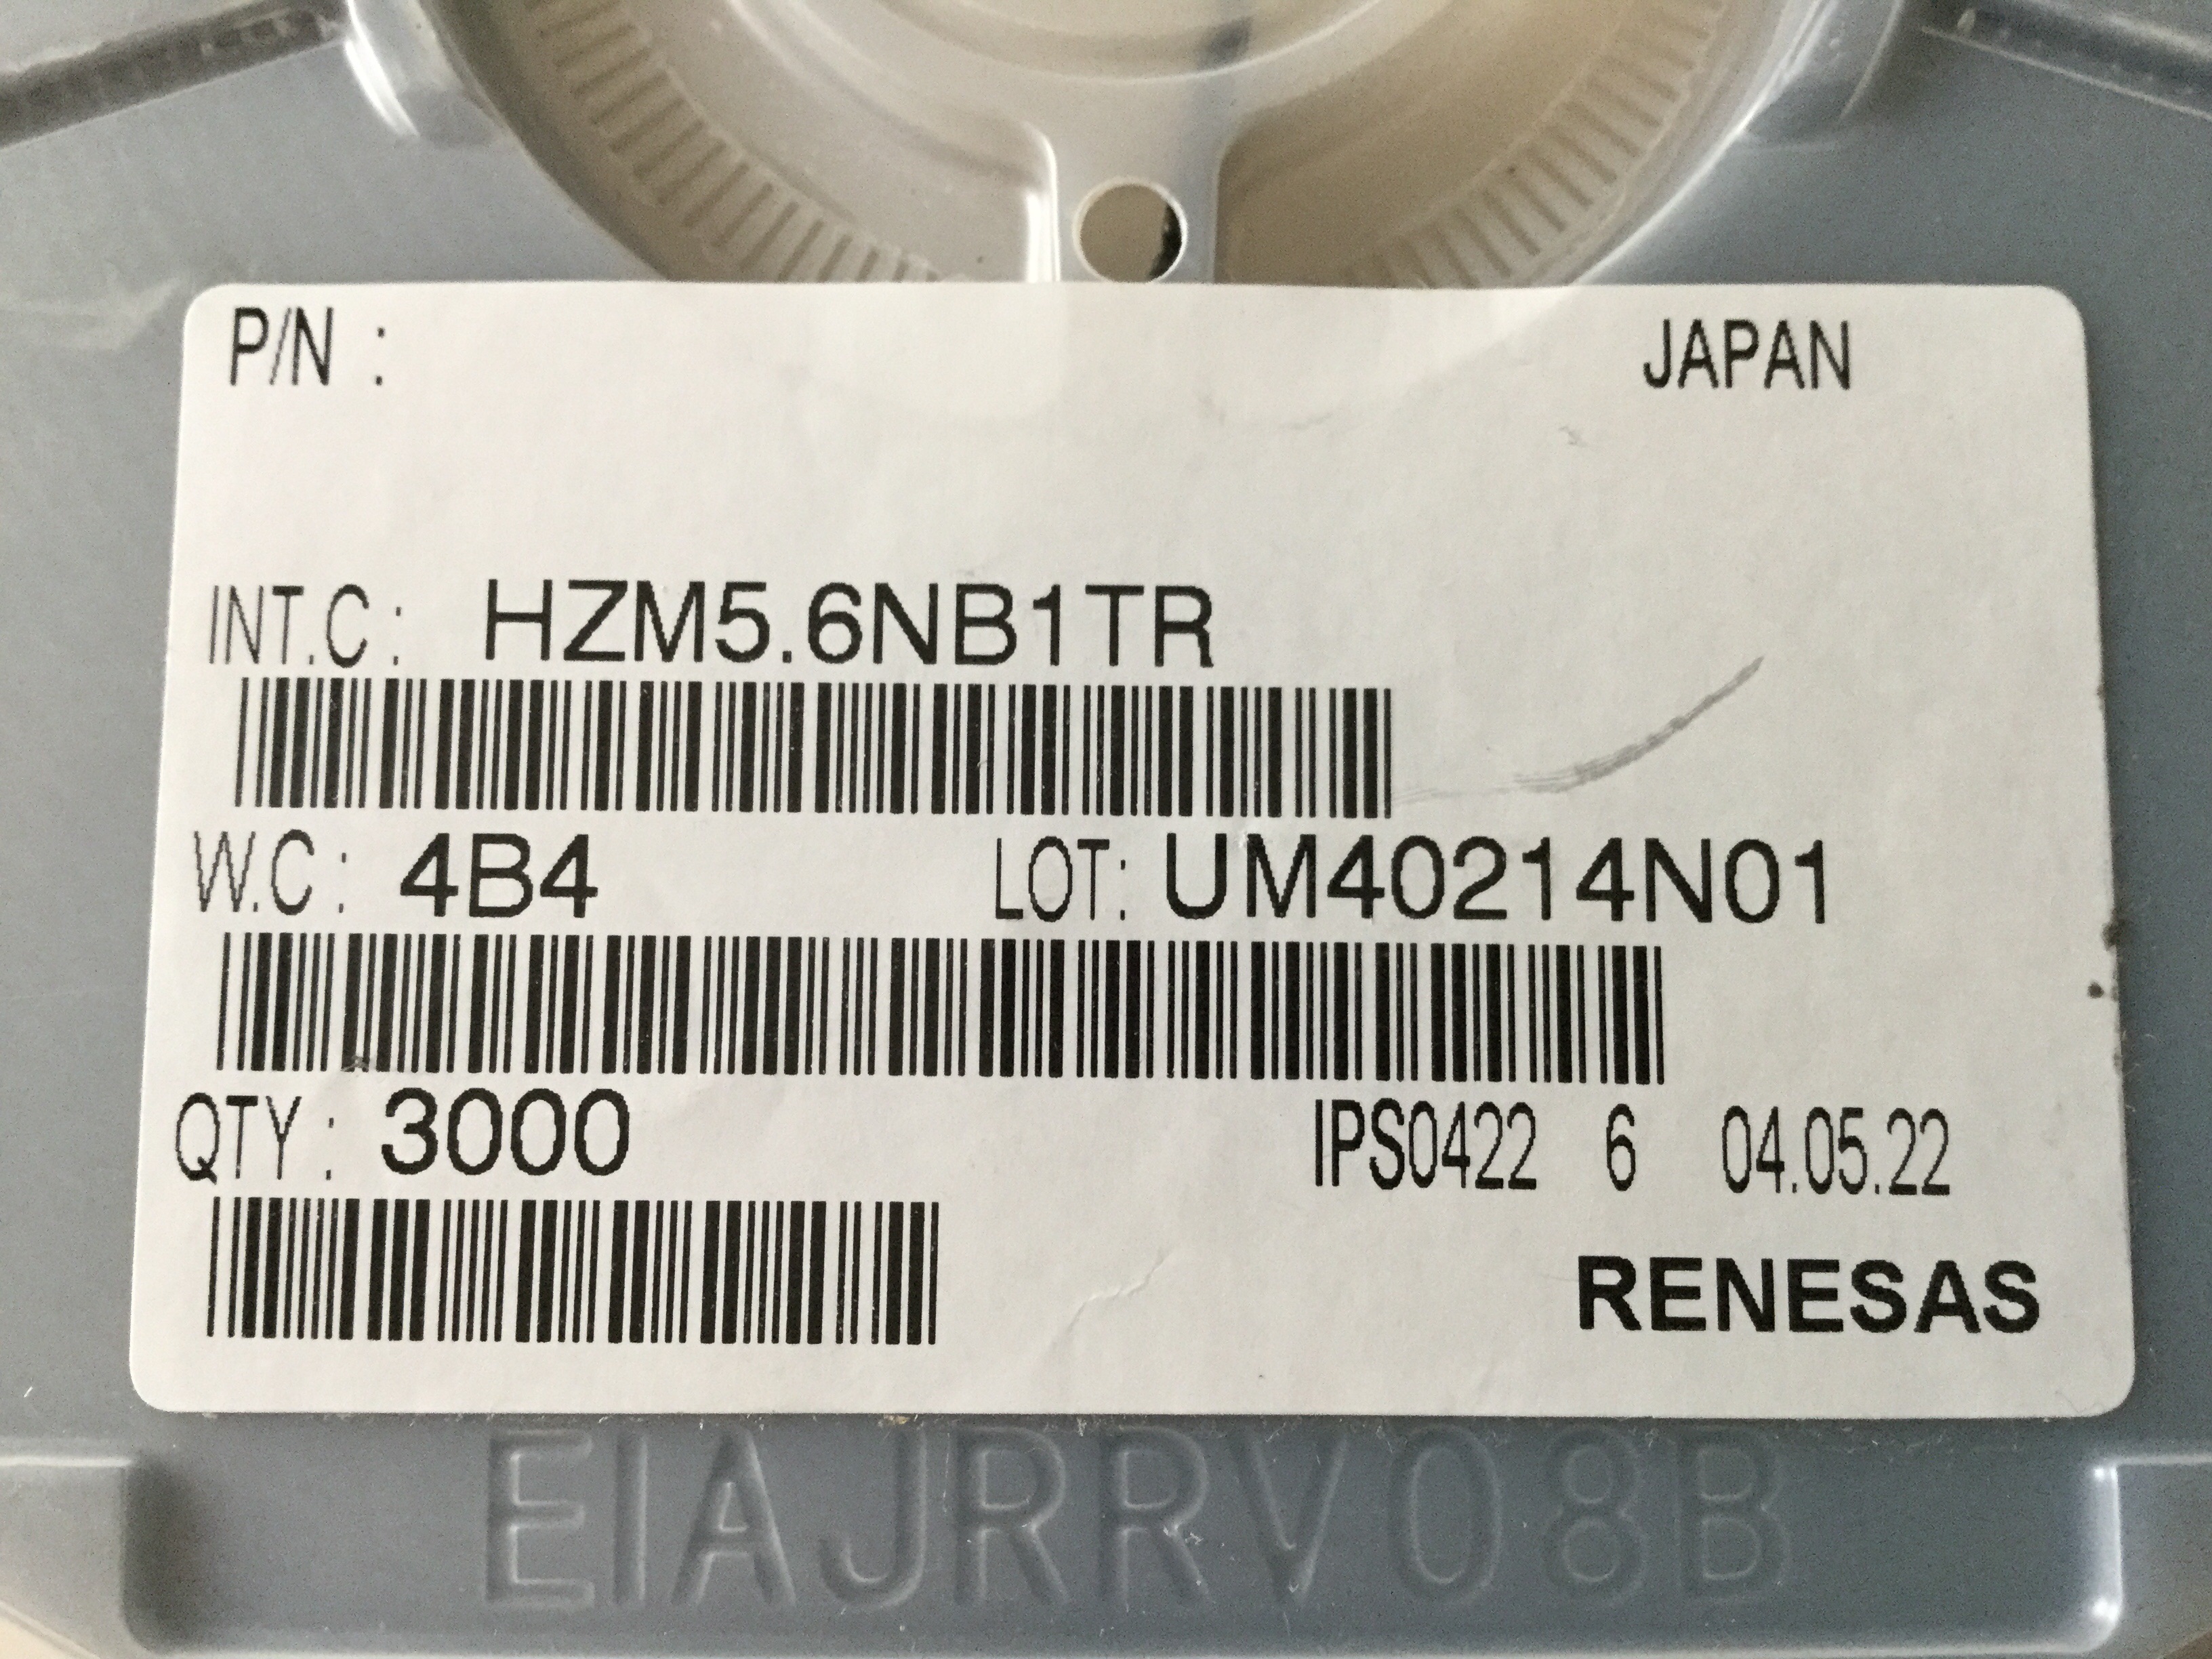 P/N : JAPAN
INT.C : HZM5.6NB1TR
W.C : 4B4 LOT: UM40214N01
QTY : 3000 IPS0422 6 04.05.22
RENESAS
EIAJRRV08B